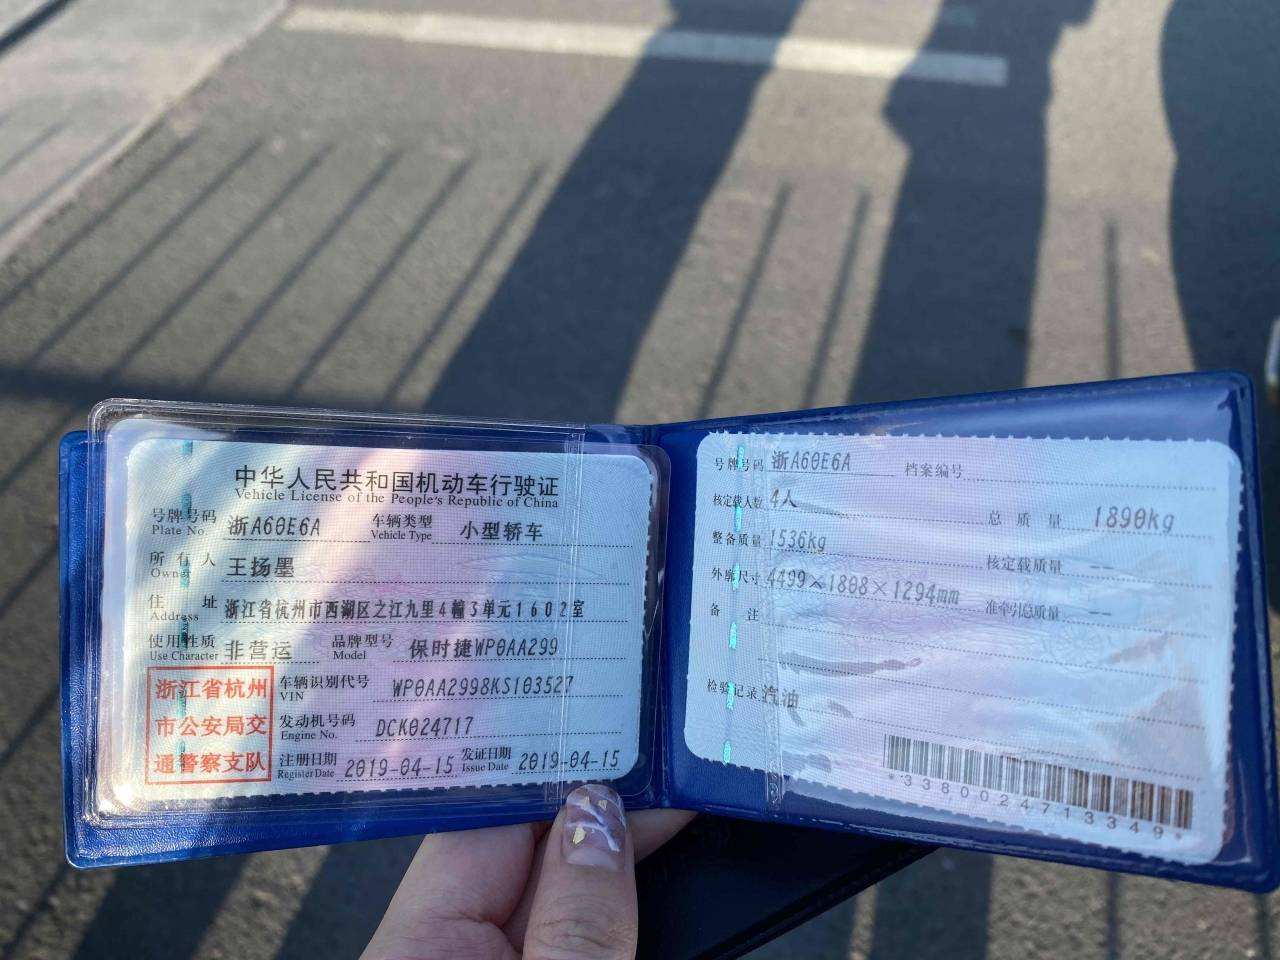 中华人民共和国机动车行驶证
Vehicle License of the People's Republic of China
号牌号码 浙A60E6A 车辆类型 小型轿车
Plate No. Vehicle Type
所有人 王扬墨
Owner
住址 浙江省杭州市西湖区之江九里4幢3单元1602室
Address
使用性质 非营运 品牌型号 保时捷WP0AA299
Use Character Model
浙江省杭州市公安局交通警察支队
车辆识别代号 WP0AA2998KS103527
VIN
发动机号码 DCK024717
Engine No.
注册日期 2019-04-15 发证日期 2019-04-15
Register Date Issue Date
号牌号码 浙A60E6A 档案编号
核定载人数 4人 总质量 1890kg
整备质量 1536kg 核定载质量 --
外廓尺寸 4499×1808×1294mm 准牵引总质量 --
备注
检验记录 汽油
*3380024713349*